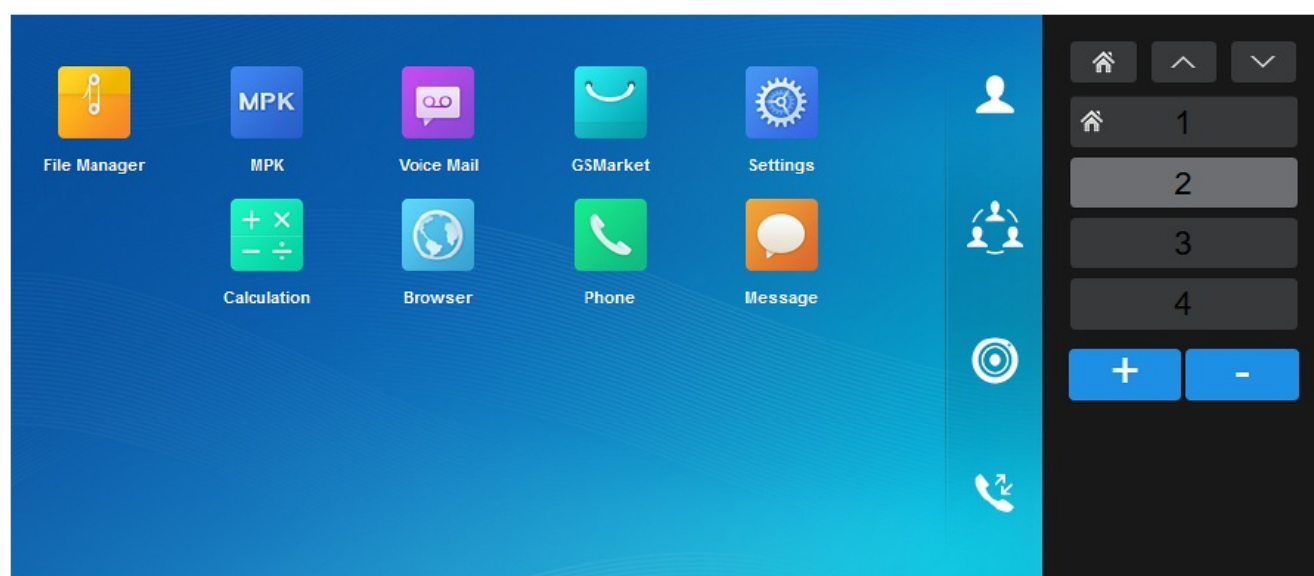 MPK
File Manager
MPK
Voice Mail
GSMarket
Settings
Calculation
Browser
Phone
Message
1
2
3
4
+
-